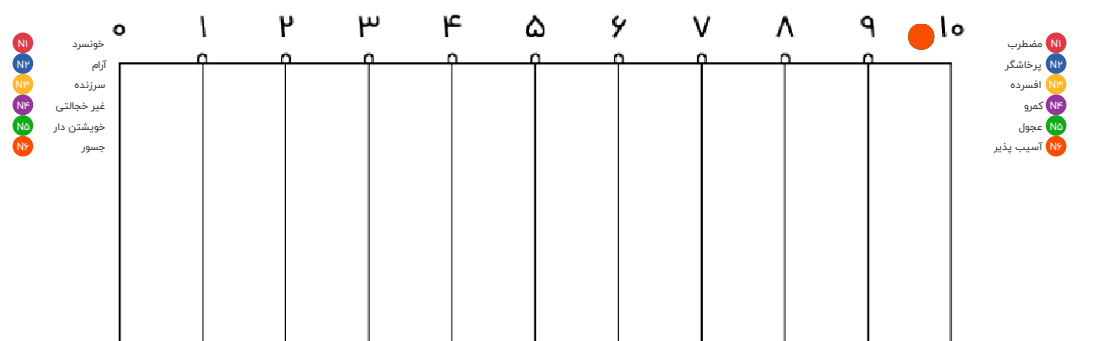 ۰ ۱ ۲ ۳ ۴ ۵ ۶ ۷ ۸ ۹ ۱۰
N۱ مضطرب
N۲ پرخاشگر
N۳ افسرده
N۴ کمرو
N۵ عجول
N۶ آسیب پذیر
خونسرد N۱
آرام N۲
سرزنده N۳
غیر خجالتی N۴
خویشتن دار N۵
جسور N۶